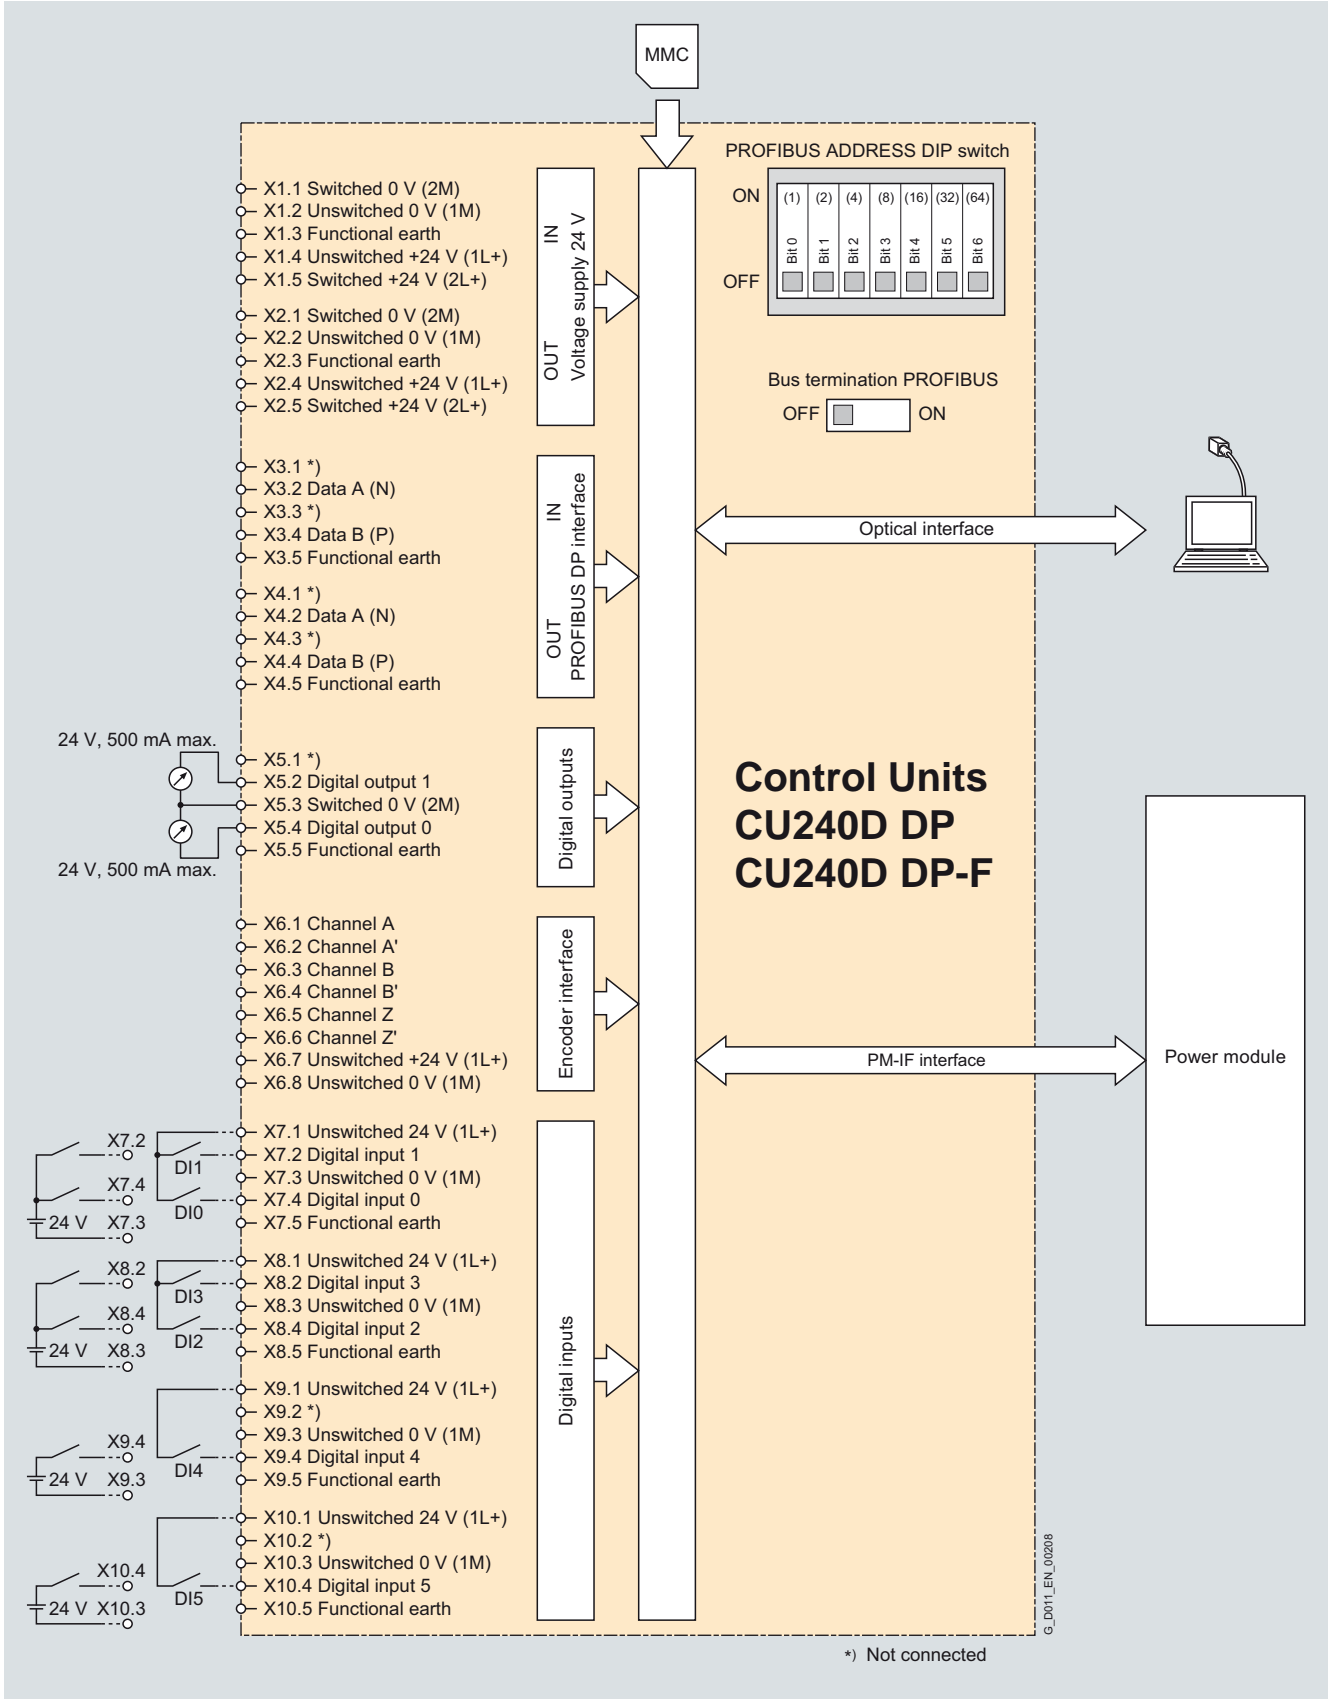 MMC
PROFIBUS ADDRESS DIP switch
ON
(1) (2) (4) (8) (16) (32) (64)
Bit 0 Bit 1 Bit 2 Bit 3 Bit 4 Bit 5 Bit 6
OFF
Bus termination PROFIBUS
OFF ON
X1.1 Switched 0 V (2M)
X1.2 Unswitched 0 V (1M)
X1.3 Functional earth
X1.4 Unswitched +24 V (1L+)
X1.5 Switched +24 V (2L+)
X2.1 Switched 0 V (2M)
X2.2 Unswitched 0 V (1M)
X2.3 Functional earth
X2.4 Unswitched +24 V (1L+)
X2.5 Switched +24 V (2L+)
OUT IN
Voltage supply 24 V
X3.1 *)
X3.2 Data A (N)
X3.3 *)
X3.4 Data B (P)
X3.5 Functional earth
X4.1 *)
X4.2 Data A (N)
X4.3 *)
X4.4 Data B (P)
X4.5 Functional earth
OUT IN
PROFIBUS DP interface
Optical interface
24 V, 500 mA max.
24 V, 500 mA max.
X5.1 *)
X5.2 Digital output 1
X5.3 Switched 0 V (2M)
X5.4 Digital output 0
X5.5 Functional earth
Digital outputs
Control Units
CU240D DP
CU240D DP-F
X6.1 Channel A
X6.2 Channel A'
X6.3 Channel B
X6.4 Channel B'
X6.5 Channel Z
X6.6 Channel Z'
X6.7 Unswitched +24 V (1L+)
X6.8 Unswitched 0 V (1M)
Encoder interface
PM-IF interface
Power module
X7.2
X7.4
24 V X7.3
DI1
DI0
X7.1 Unswitched 24 V (1L+)
X7.2 Digital input 1
X7.3 Unswitched 0 V (1M)
X7.4 Digital input 0
X7.5 Functional earth
X8.2
X8.4
24 V X8.3
DI3
DI2
X8.1 Unswitched 24 V (1L+)
X8.2 Digital input 3
X8.3 Unswitched 0 V (1M)
X8.4 Digital input 2
X8.5 Functional earth
X9.4
24 V X9.3
DI4
X9.1 Unswitched 24 V (1L+)
X9.2 *)
X9.3 Unswitched 0 V (1M)
X9.4 Digital input 4
X9.5 Functional earth
X10.4
24 V X10.3
DI5
X10.1 Unswitched 24 V (1L+)
X10.2 *)
X10.3 Unswitched 0 V (1M)
X10.4 Digital input 5
X10.5 Functional earth
Digital inputs
G_D011_EN_00208
*) Not connected